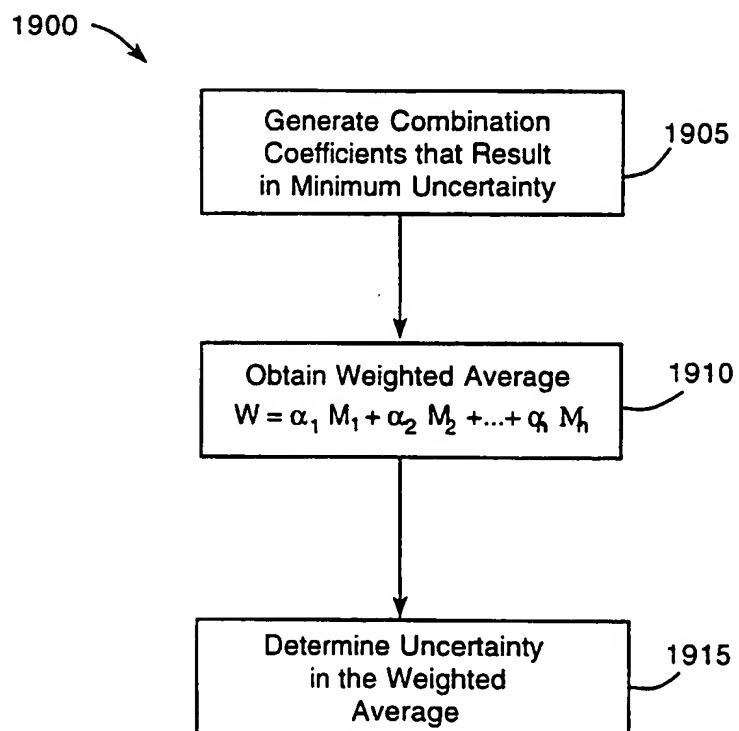 1900
Generate Combination
Coefficients that Result
in Minimum Uncertainty
1905
Obtain Weighted Average
W = α₁ M₁ + α₂ M₂ +...+ αₙ Mₙ
1910
Determine Uncertainty
in the Weighted
Average
1915